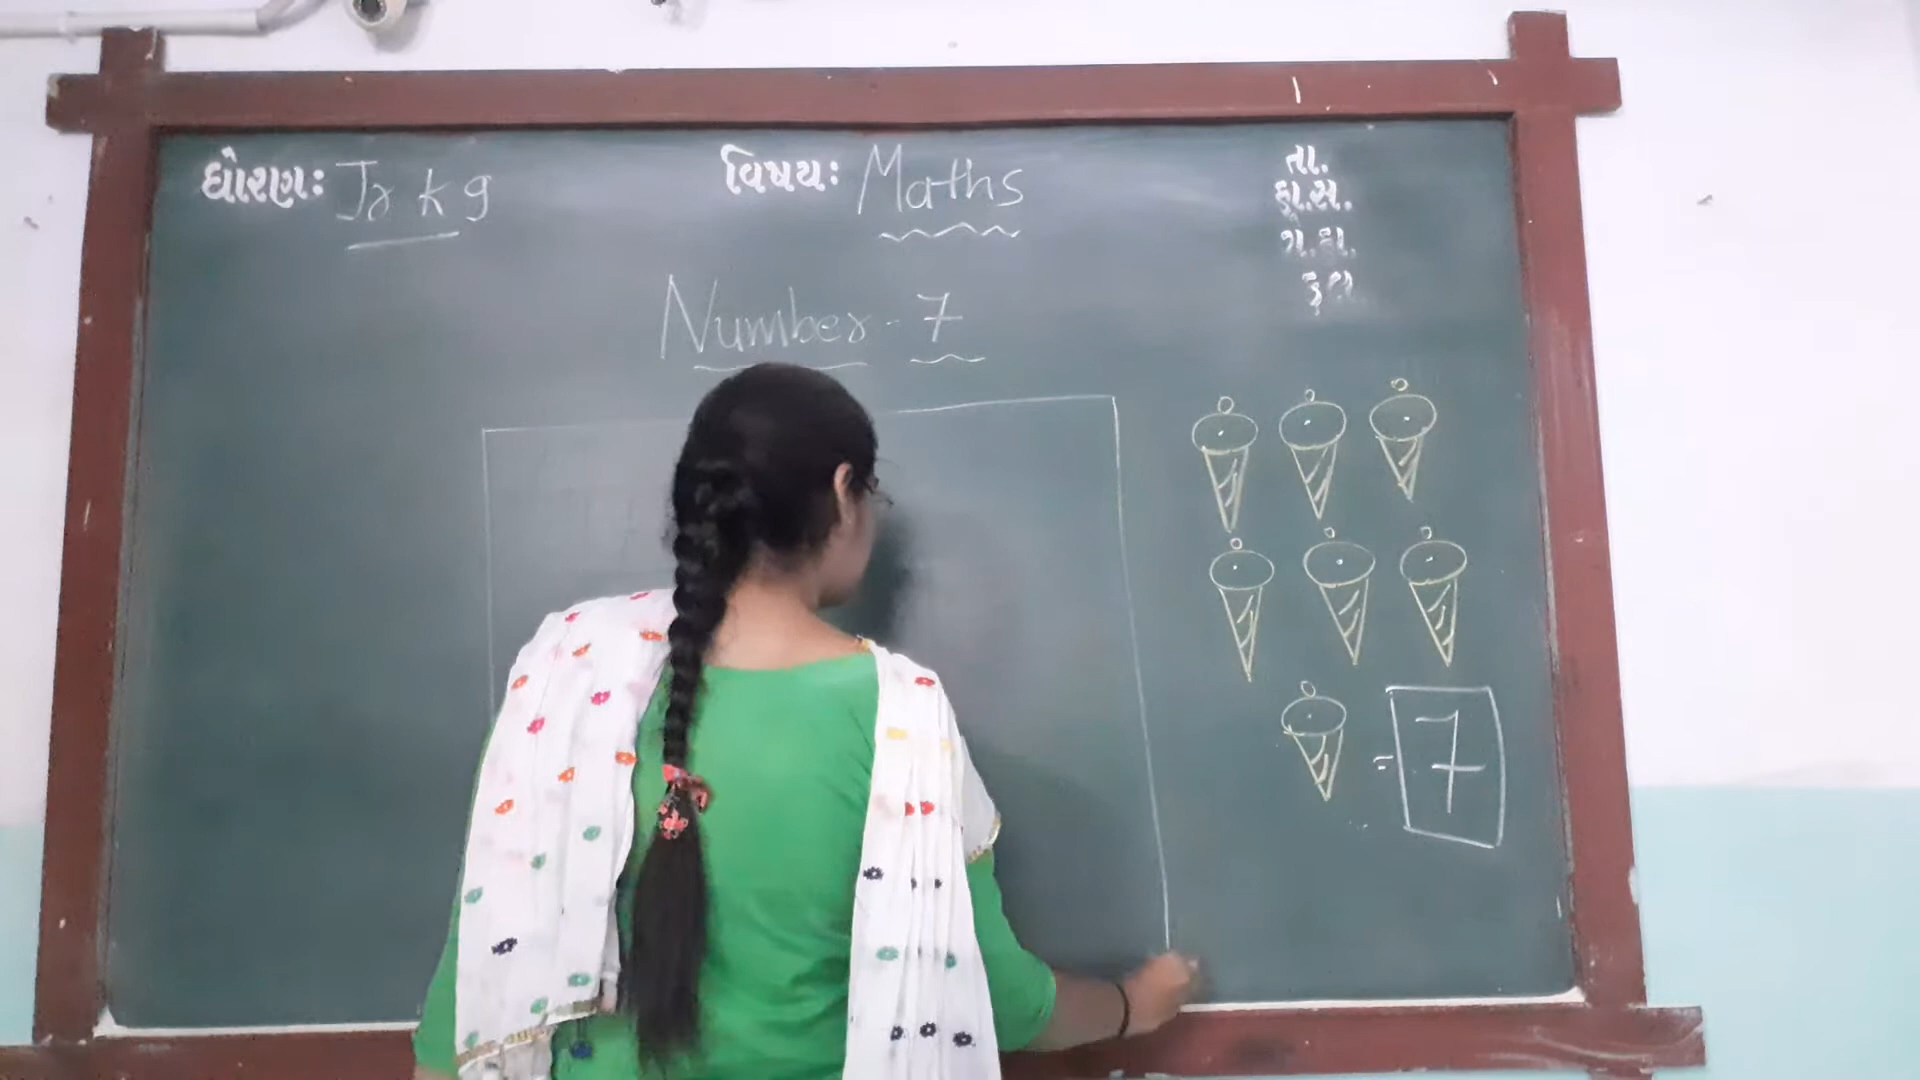 ધોરણ: Jr kg
વિષય: Maths
તા.
ફા.સ.
ગે.હા.
કુલ
Number - 7
= 7